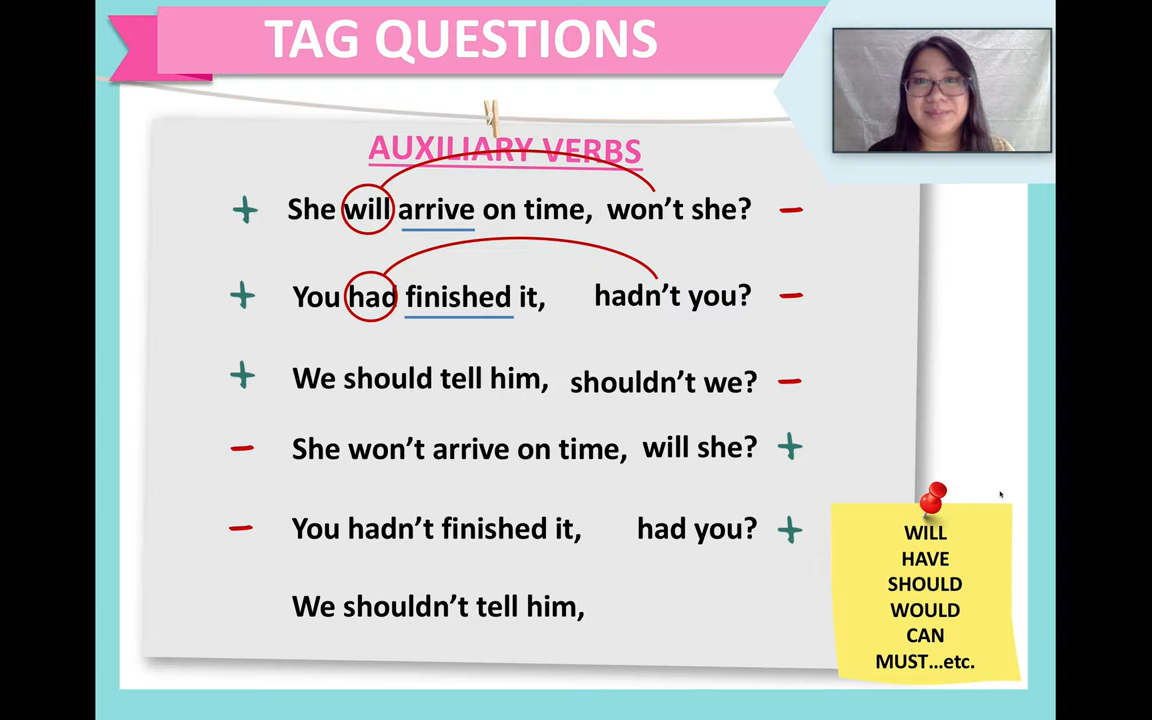 TAG QUESTIONS
AUXILIARY VERBS
+ She will arrive on time, won't she? –
+ You had finished it, hadn't you? –
+ We should tell him, shouldn't we? –
– She won't arrive on time, will she? +
– You hadn't finished it, had you? +
We shouldn't tell him,
WILL
HAVE
SHOULD
WOULD
CAN
MUST...etc.